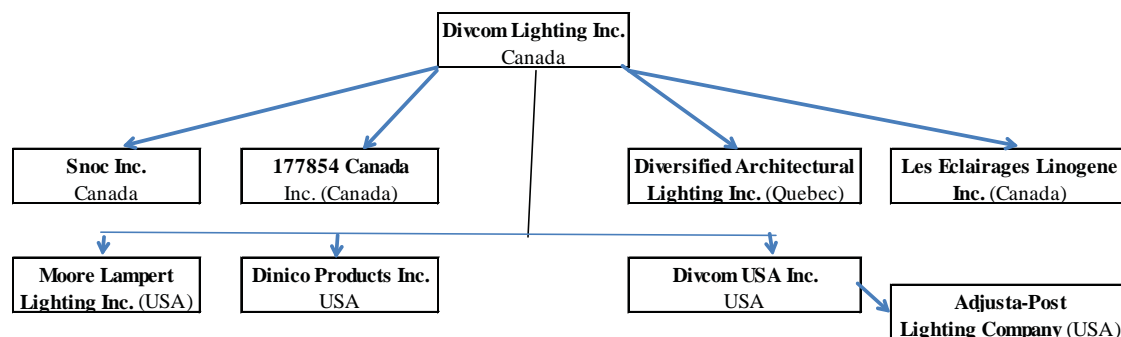 Divcom Lighting Inc.
Canada
Snoc Inc.
Canada
177854 Canada
Inc. (Canada)
Diversified Architectural
Lighting Inc. (Quebec)
Les Eclairages Linogene
Inc. (Canada)
Moore Lampert
Lighting Inc. (USA)
Dinico Products Inc.
USA
Divcom USA Inc.
USA
Adjusta-Post
Lighting Company (USA)